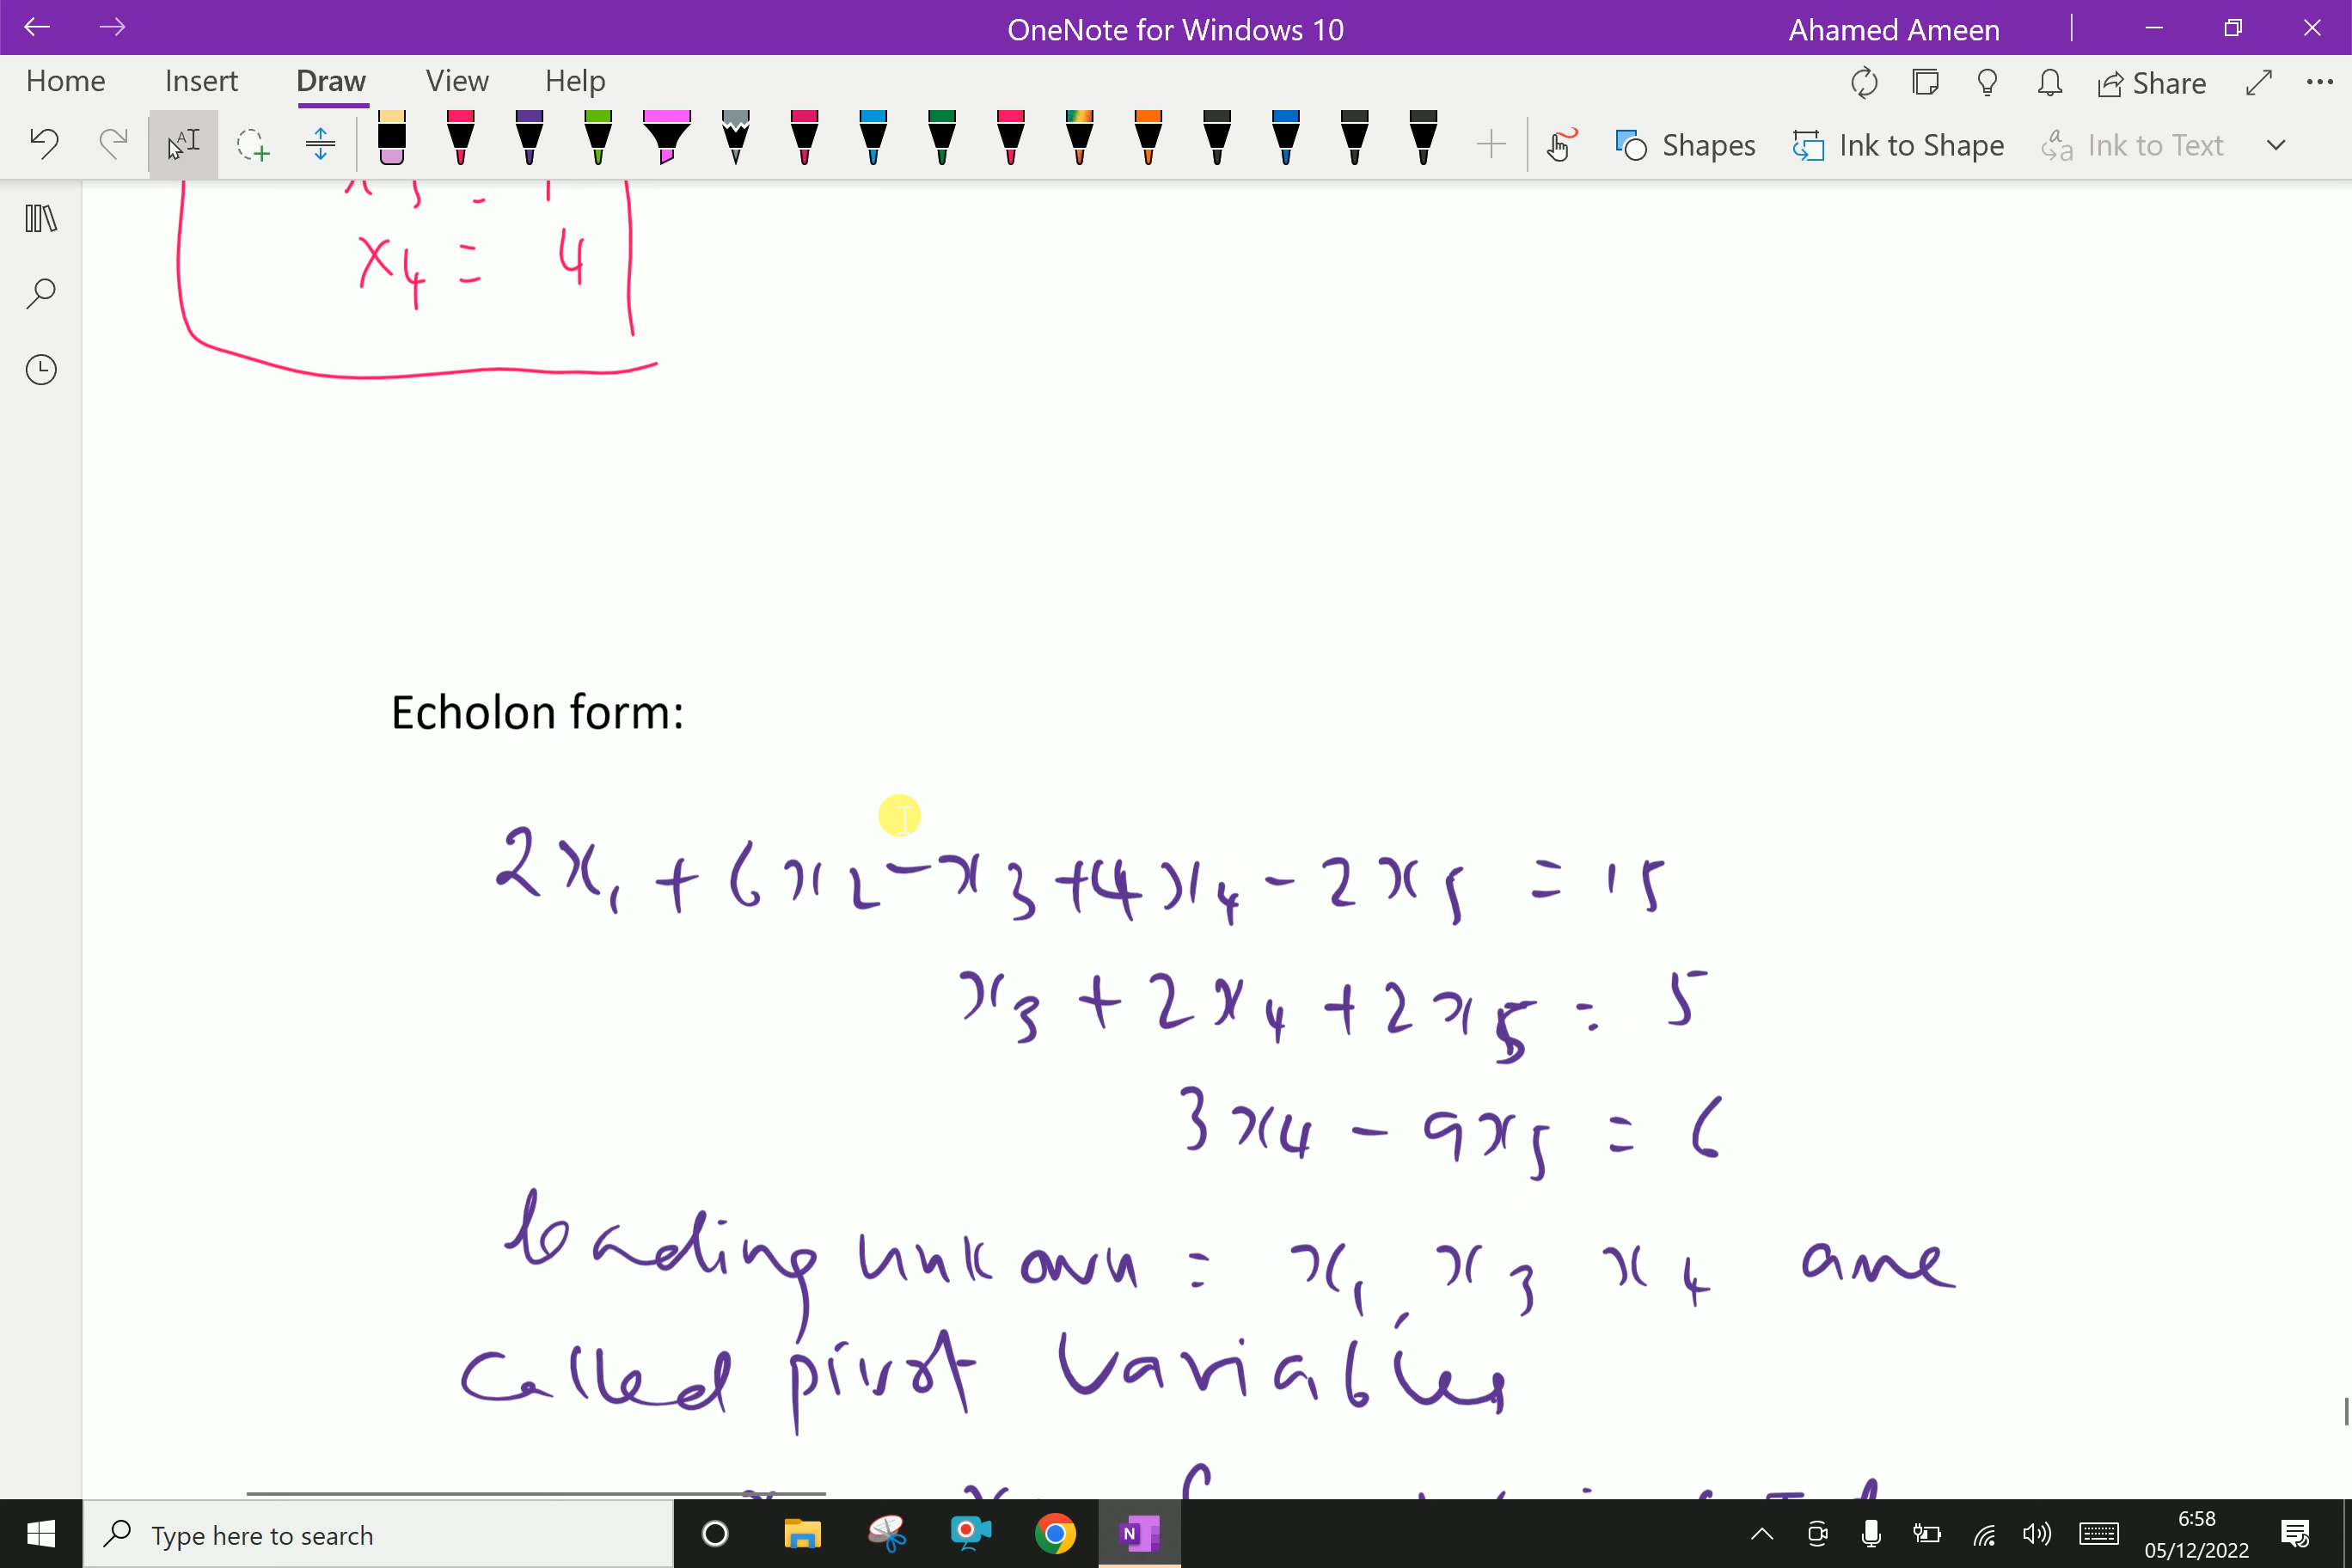 OneNote for Windows 10 Ahamed Ameen
Home Insert Draw View Help Share
Shapes Ink to Shape Ink to Text
x4 = 4
Echolon form:
2x1 + 6x2 - x3 + 4x4 - 2x5 = 15
x3 + 2x4 + 2x5 = 5
3x4 - 9x5 = 6
leading unkown = x1 x3 x4 are
called pivot variables
Type here to search
6:58
05/12/2022